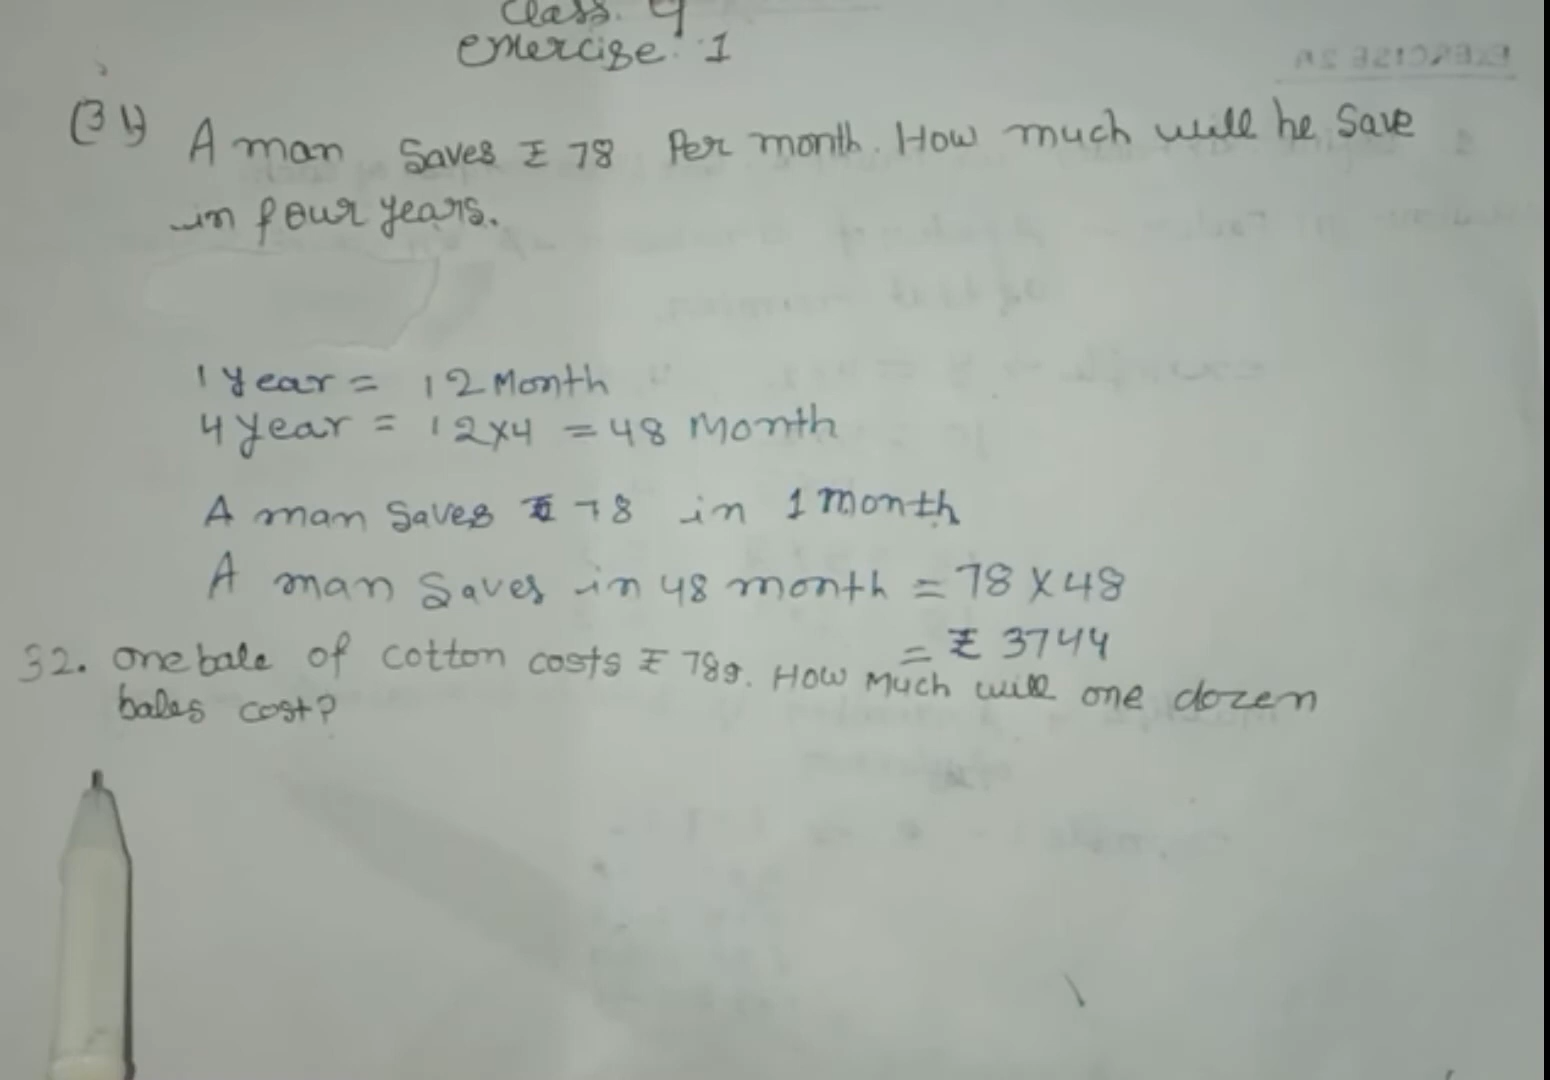 Class. 4
Exercise. 1
EXERCISE 2A
(31) A man saves ₹ 78 Per month. How much will he save
in four years.
1 year = 12 Month
4 year = 12x4 = 48 Month
A man saves ₹ 78 in 1 month
A man saves in 48 month = 78 x 48
= ₹ 3744
32. one bale of cotton costs ₹ 789. How Much will one dozen
bales cost?